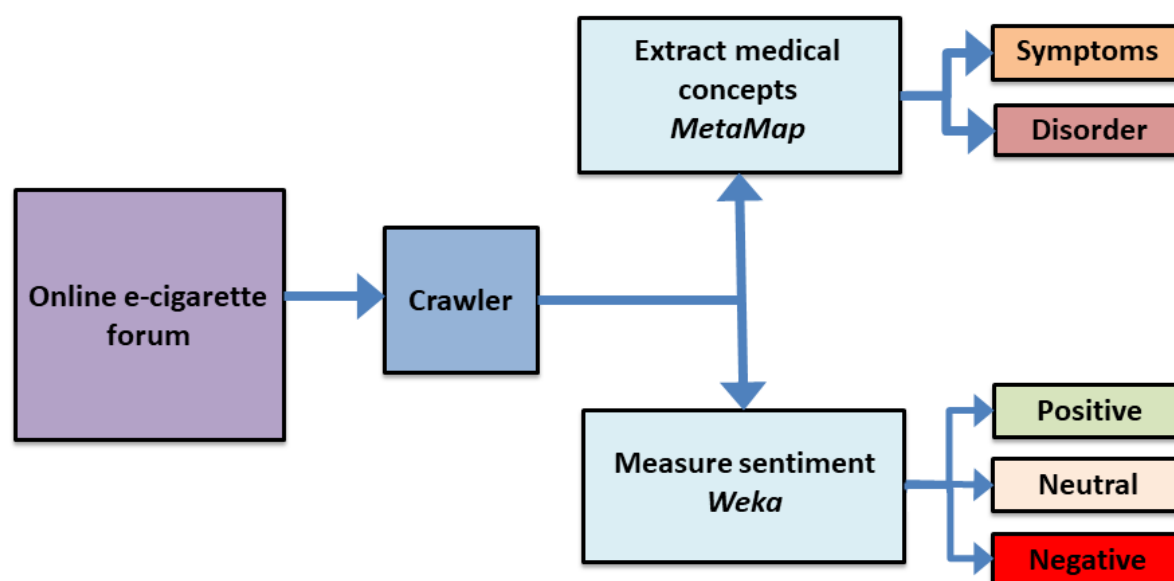 Extract medical
concepts
MetaMap
Symptoms
Disorder
Online e-cigarette
forum
Crawler
Measure sentiment
Weka
Positive
Neutral
Negative